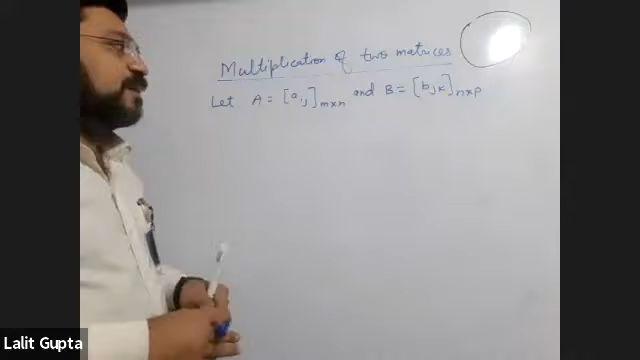 Multiplication of two matrices
Let A = [aij]m×n and B = [bjk]n×p
Lalit Gupta